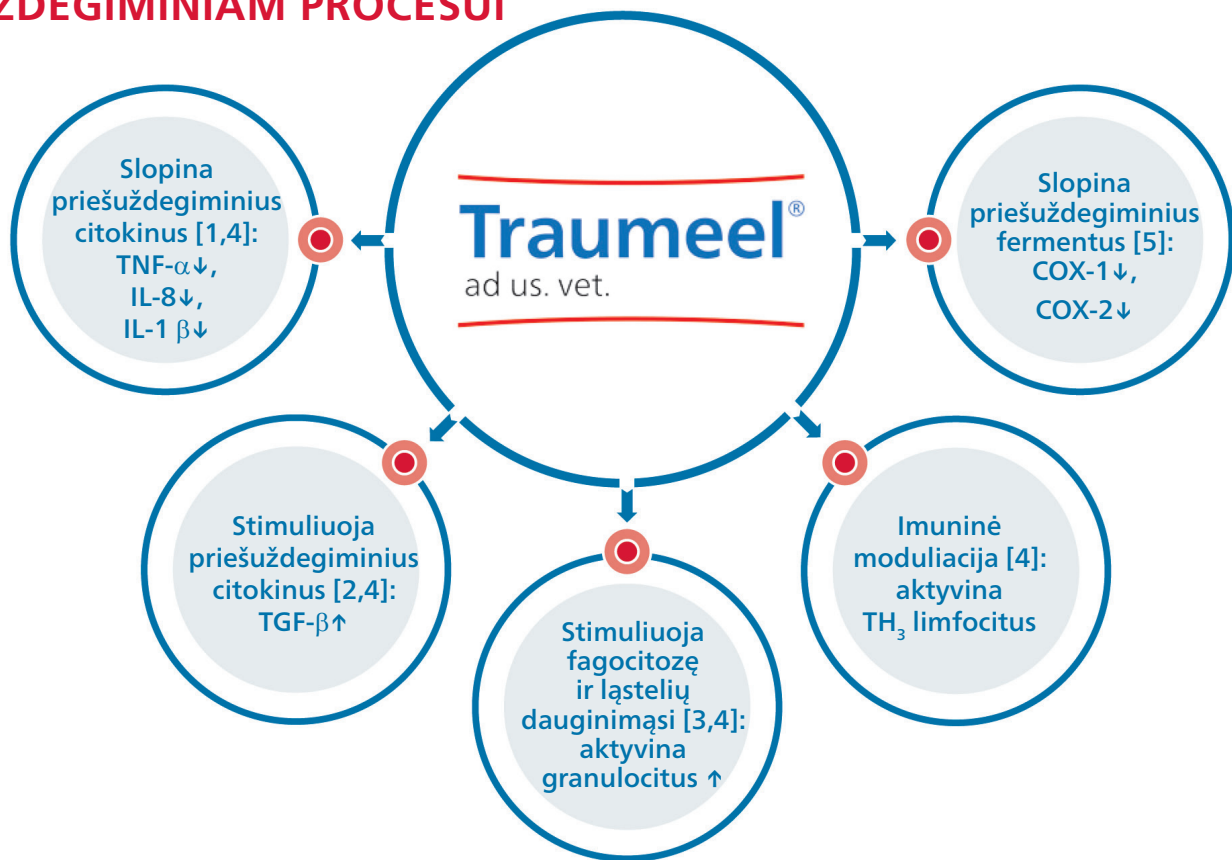 ŽDEGIMINIAM PROCESUI
Traumeel®
ad us. vet.
Slopina
priešuždegiminius
citokinus [1,4]:
TNF-α↓,
IL-8↓,
IL-1 β↓
Slopina
priešuždegiminius
fermentus [5]:
COX-1↓,
COX-2↓
Stimuliuoja
priešuždegiminius
citokinus [2,4]:
TGF-β↑
Stimuliuoja
fagocitozę
ir ląstelių
dauginimąsi [3,4]:
aktyvina
granulocitus ↑
Imuninė
moduliacija [4]:
aktyvina
TH₃ limfocitus